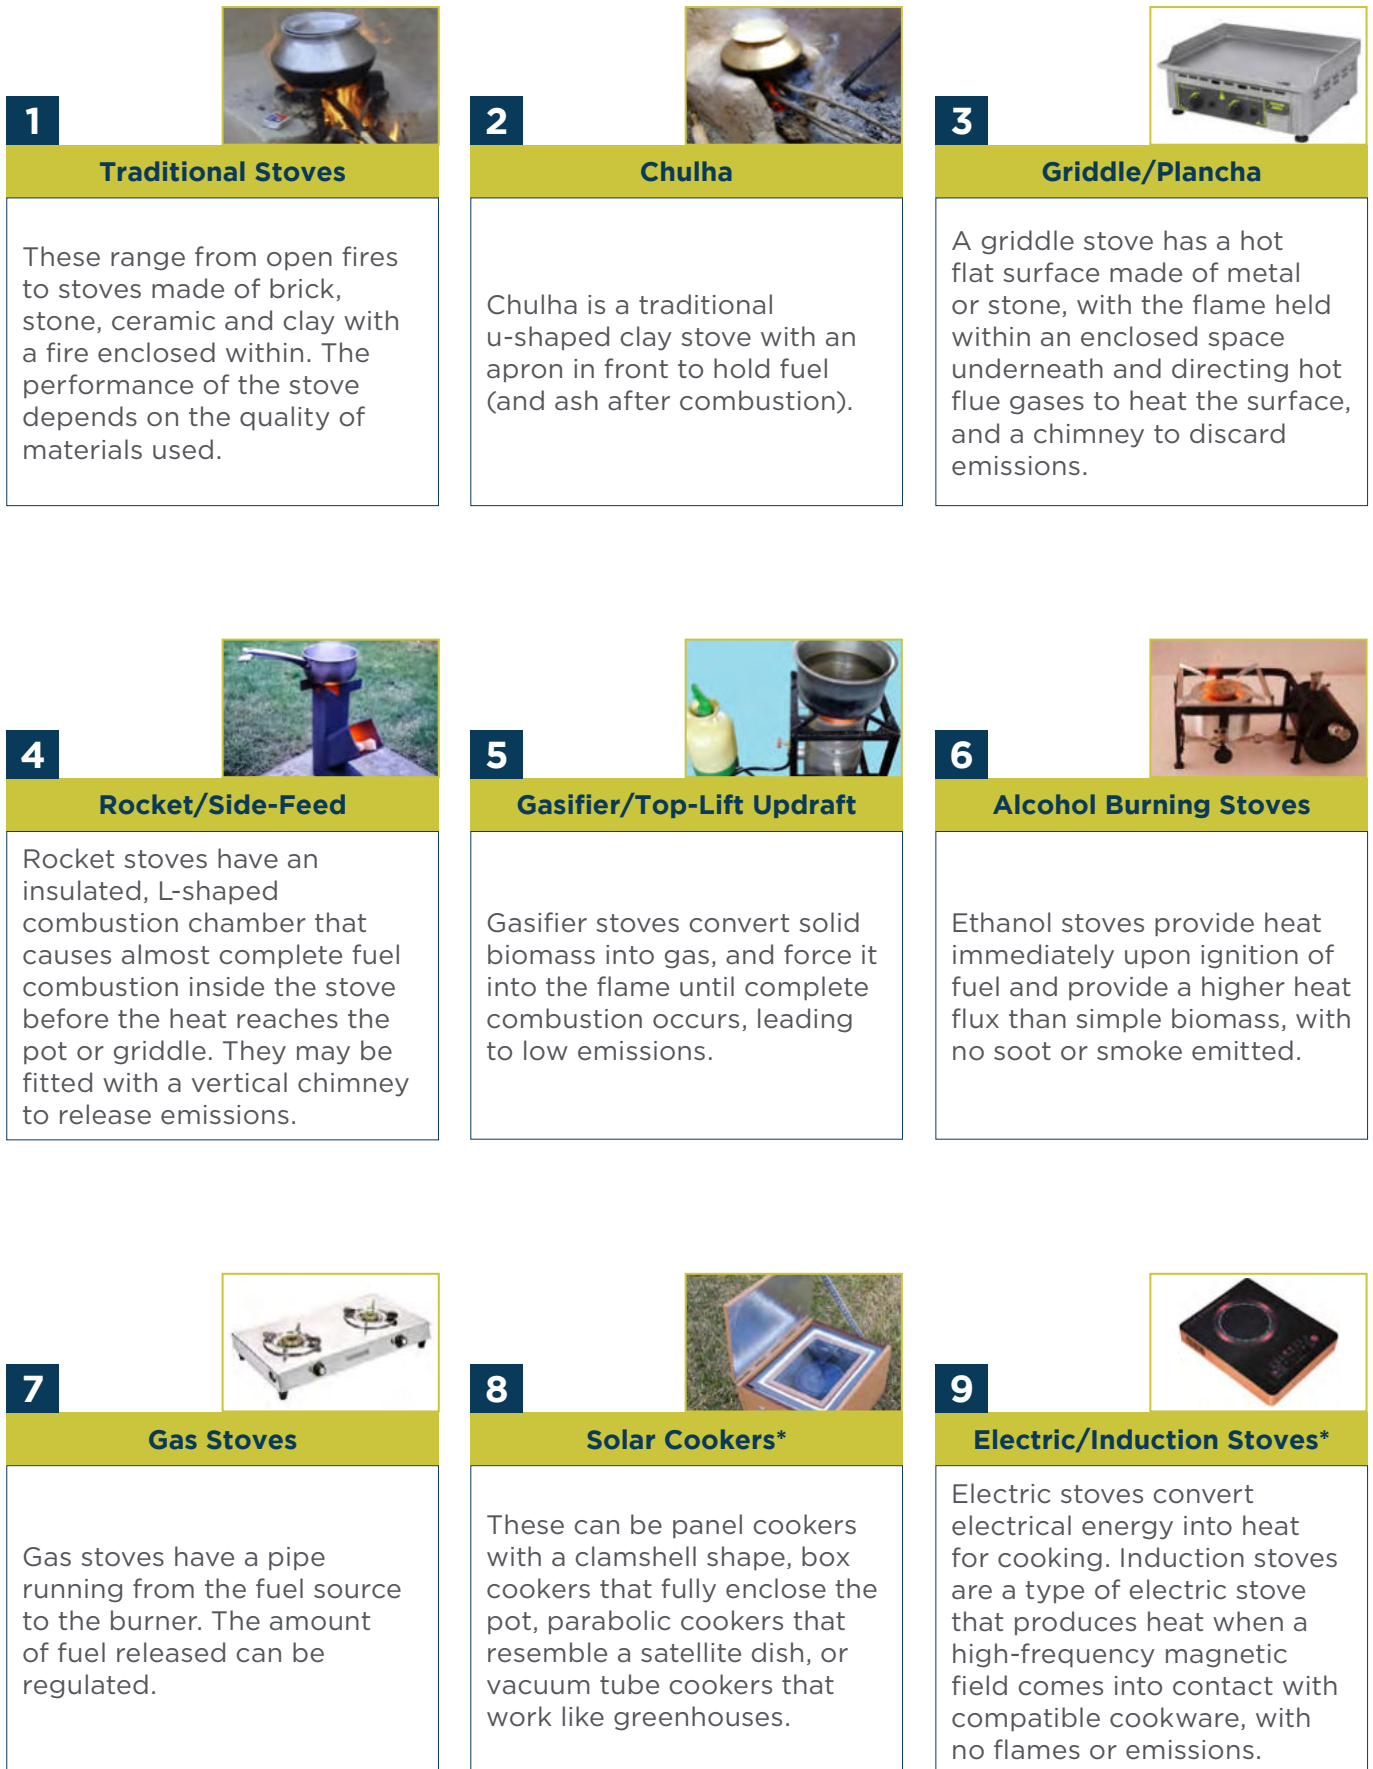 1
Traditional Stoves
These range from open fires
to stoves made of brick,
stone, ceramic and clay with
a fire enclosed within. The
performance of the stove
depends on the quality of
materials used.
2
Chulha
Chulha is a traditional
u-shaped clay stove with an
apron in front to hold fuel
(and ash after combustion).
3
Griddle/Plancha
A griddle stove has a hot
flat surface made of metal
or stone, with the flame held
within an enclosed space
underneath and directing hot
flue gases to heat the surface,
and a chimney to discard
emissions.
4
Rocket/Side-Feed
Rocket stoves have an
insulated, L-shaped
combustion chamber that
causes almost complete fuel
combustion inside the stove
before the heat reaches the
pot or griddle. They may be
fitted with a vertical chimney
to release emissions.
5
Gasifier/Top-Lift Updraft
Gasifier stoves convert solid
biomass into gas, and force it
into the flame until complete
combustion occurs, leading
to low emissions.
6
Alcohol Burning Stoves
Ethanol stoves provide heat
immediately upon ignition of
fuel and provide a higher heat
flux than simple biomass, with
no soot or smoke emitted.
7
Gas Stoves
Gas stoves have a pipe
running from the fuel source
to the burner. The amount
of fuel released can be
regulated.
8
Solar Cookers*
These can be panel cookers
with a clamshell shape, box
cookers that fully enclose the
pot, parabolic cookers that
resemble a satellite dish, or
vacuum tube cookers that
work like greenhouses.
9
Electric/Induction Stoves*
Electric stoves convert
electrical energy into heat
for cooking. Induction stoves
are a type of electric stove
that produces heat when a
high-frequency magnetic
field comes into contact with
compatible cookware, with
no flames or emissions.